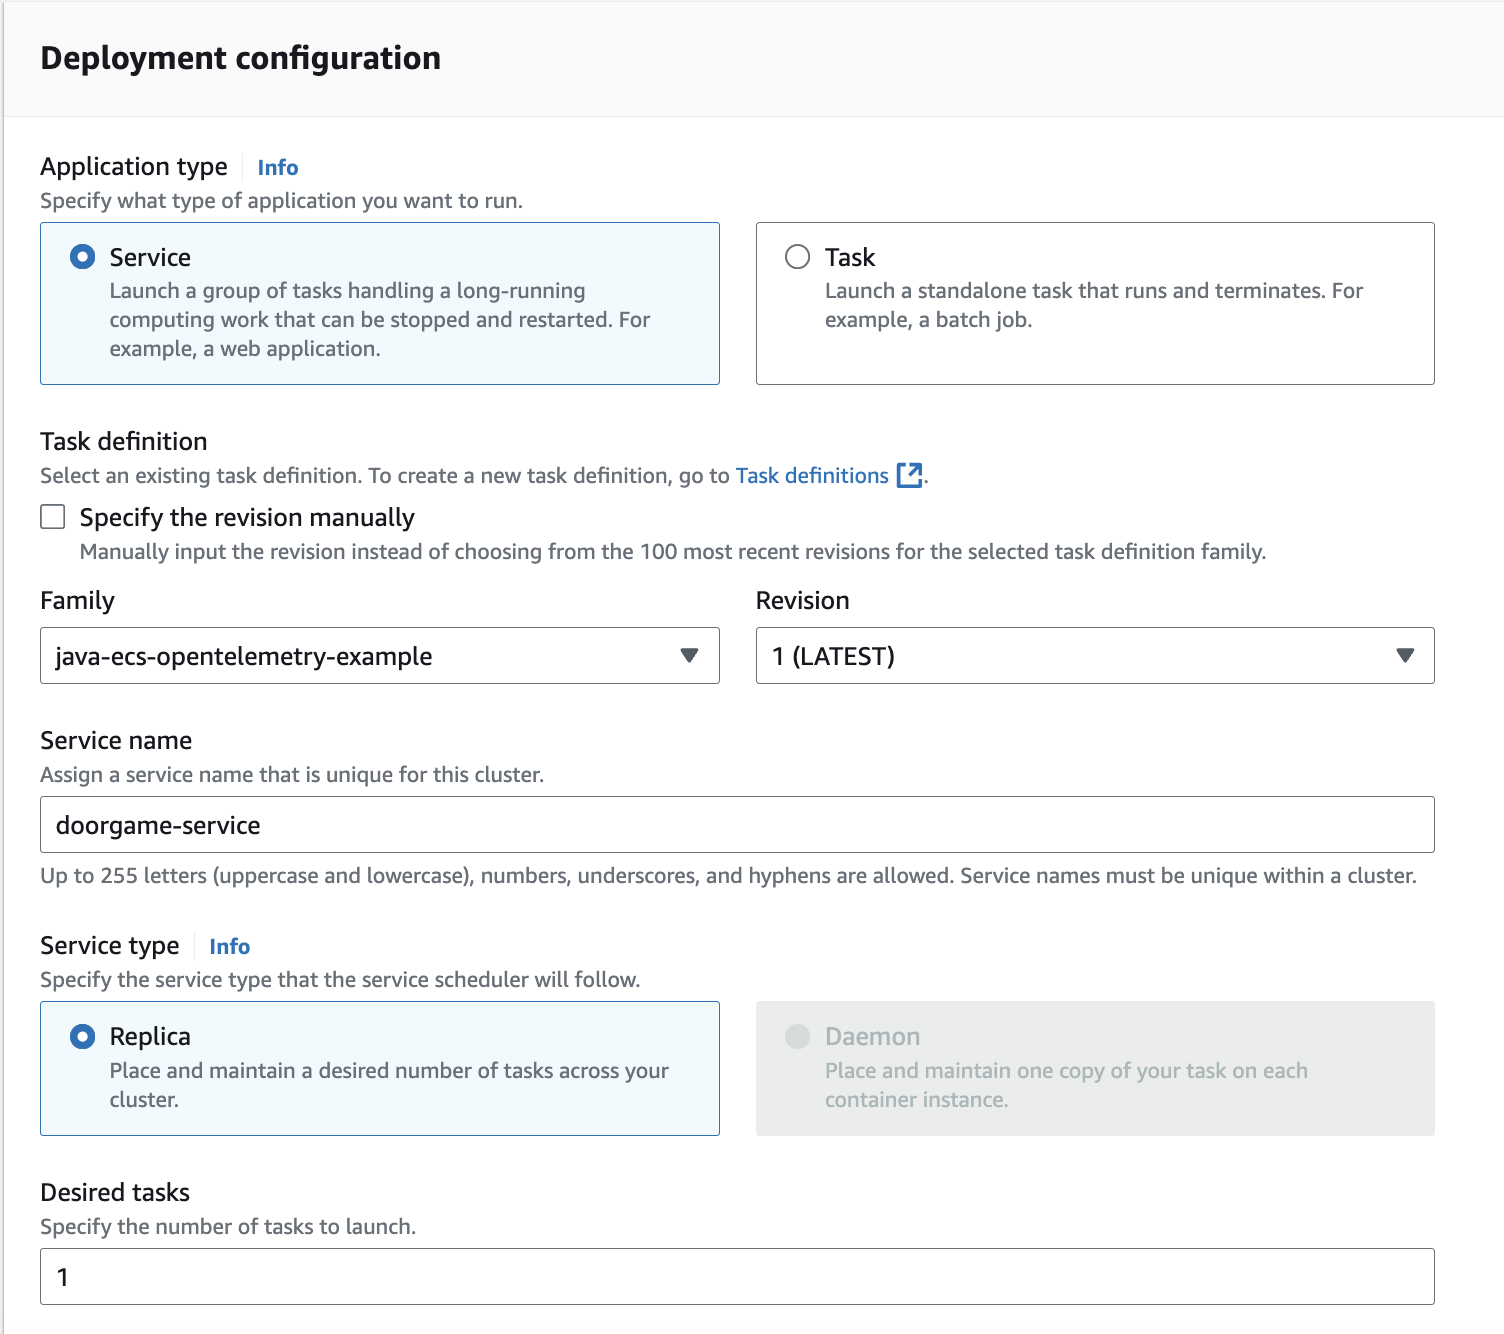 Deployment configuration
Application type Info
Specify what type of application you want to run.
Service
Launch a group of tasks handling a long-running
computing work that can be stopped and restarted. For
example, a web application.
Task
Launch a standalone task that runs and terminates. For
example, a batch job.
Task definition
Select an existing task definition. To create a new task definition, go to Task definitions .
Specify the revision manually
Manually input the revision instead of choosing from the 100 most recent revisions for the selected task definition family.
Family
java-ecs-opentelemetry-example
Revision
1 (LATEST)
Service name
Assign a service name that is unique for this cluster.
doorgame-service
Up to 255 letters (uppercase and lowercase), numbers, underscores, and hyphens are allowed. Service names must be unique within a cluster.
Service type Info
Specify the service type that the service scheduler will follow.
Replica
Place and maintain a desired number of tasks across your
cluster.
Daemon
Place and maintain one copy of your task on each
container instance.
Desired tasks
Specify the number of tasks to launch.
1